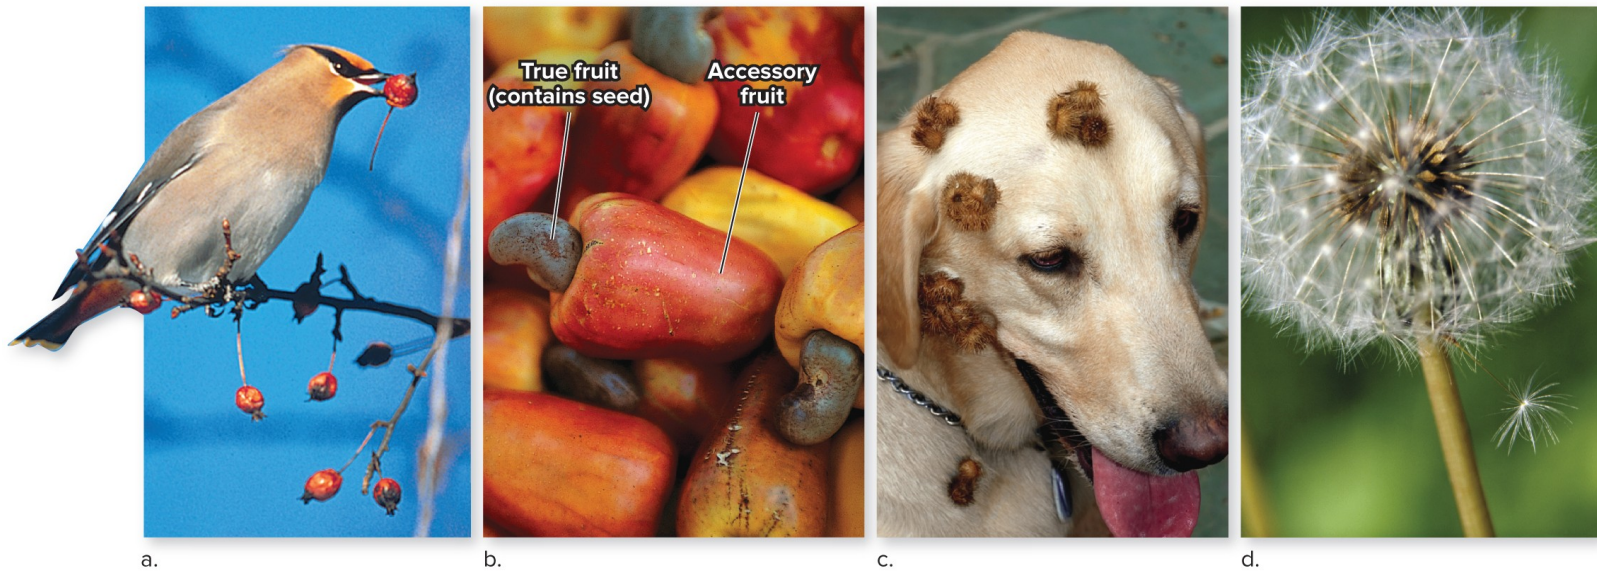 True fruit
(contains seed)
Accessory
fruit
a.
b.
c.
d.